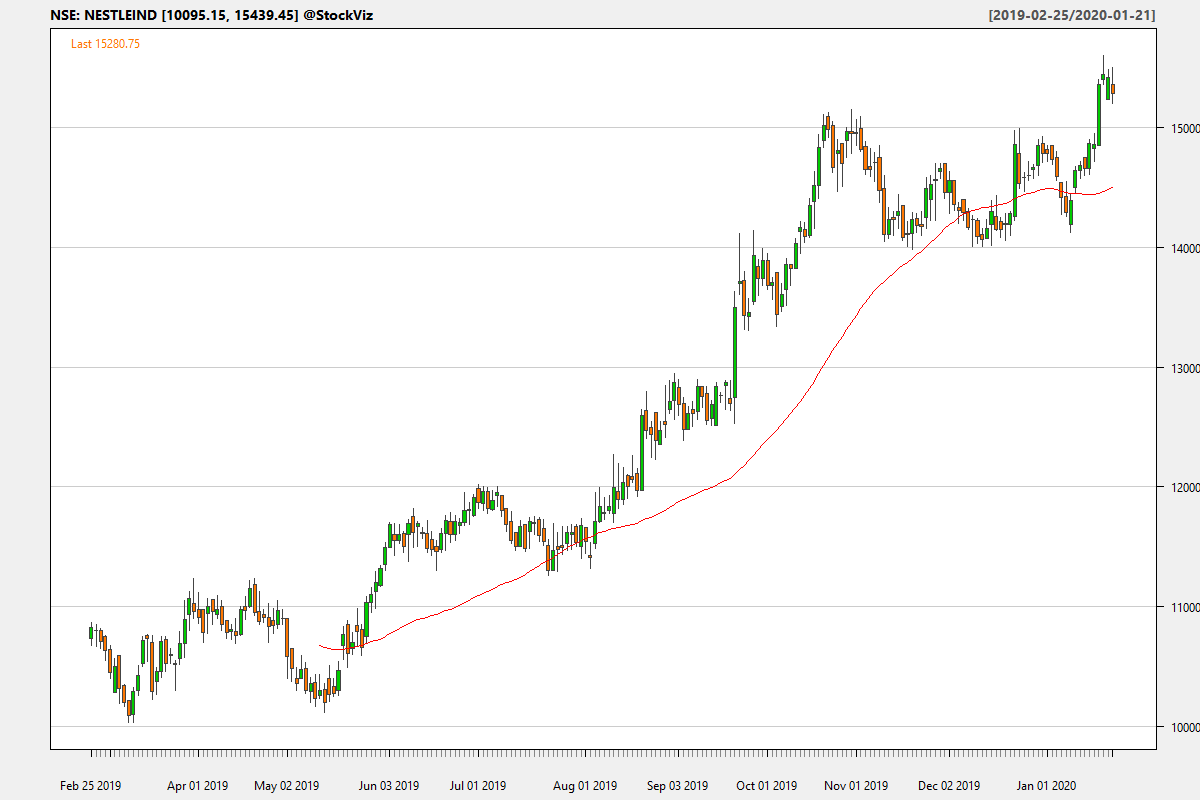 NSE: NESTLEIND [10095.15, 15439.45] @StockViz
[2019-02-25/2020-01-21]
Last 15280.75
15000
14000
13000
12000
11000
10000
Feb 25 2019
Apr 01 2019
May 02 2019
Jun 03 2019
Jul 01 2019
Aug 01 2019
Sep 03 2019
Oct 01 2019
Nov 01 2019
Dec 02 2019
Jan 01 2020